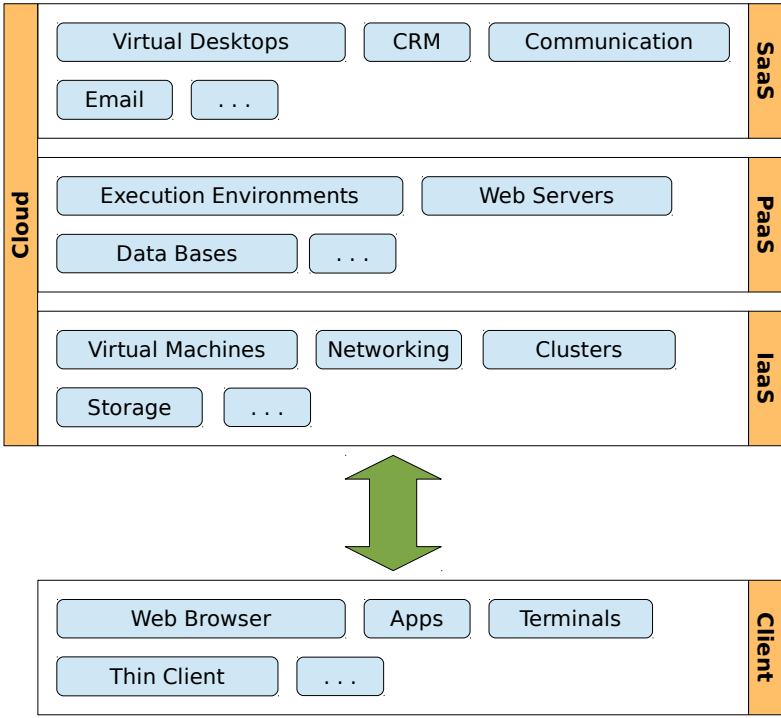 Cloud
Virtual Desktops CRM Communication
Email . . .
SaaS
Execution Environments Web Servers
Data Bases . . .
PaaS
Virtual Machines Networking Clusters
Storage . . .
IaaS
Web Browser Apps Terminals
Thin Client . . .
Client